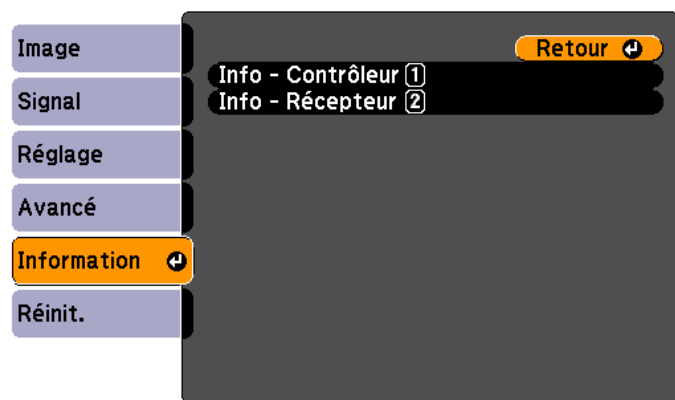 Image
Signal
Réglage
Avancé
Information
Réinit.
Retour
Info - Contrôleur 1
Info - Récepteur 2